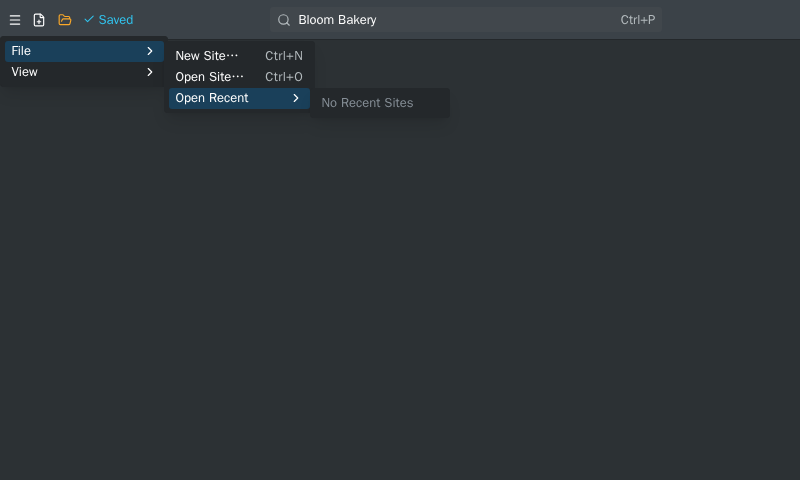 Saved
Bloom Bakery
Ctrl+P
File
View
New Site⋯ Ctrl+N
Open Site⋯ Ctrl+O
Open Recent
No Recent Sites